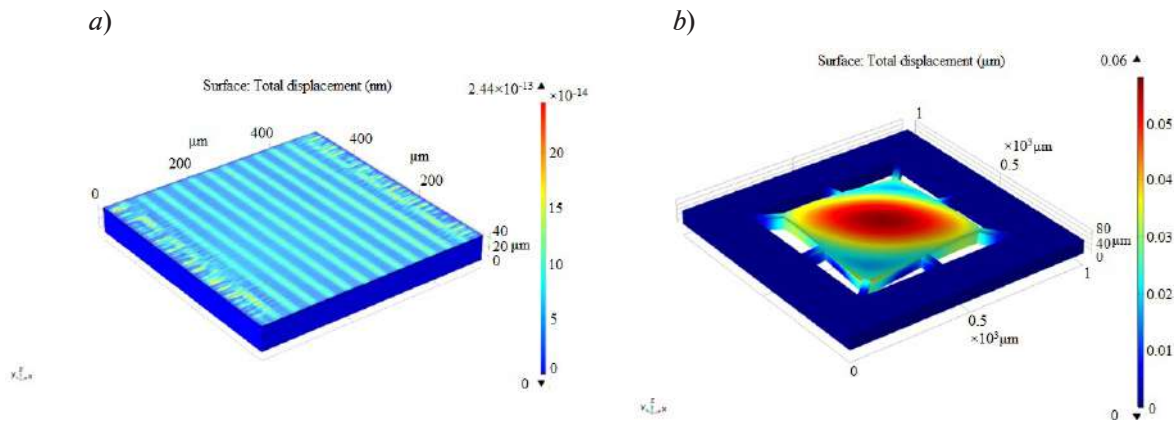 a)
Surface: Total displacement (nm)
2.44×10⁻¹³ ▲ ×10⁻¹⁴
μm
400
200
0
400
μm
200
40
20 μm
0
20
15
10
5
0
0 ▼
y z x
b)
Surface: Total displacement (μm)
0.06 ▲
1
×10³μm
0.5
80
40 μm
0
1
0.5
×10³μm
0
0.05
0.04
0.03
0.02
0.01
0
0 ▼
y z x